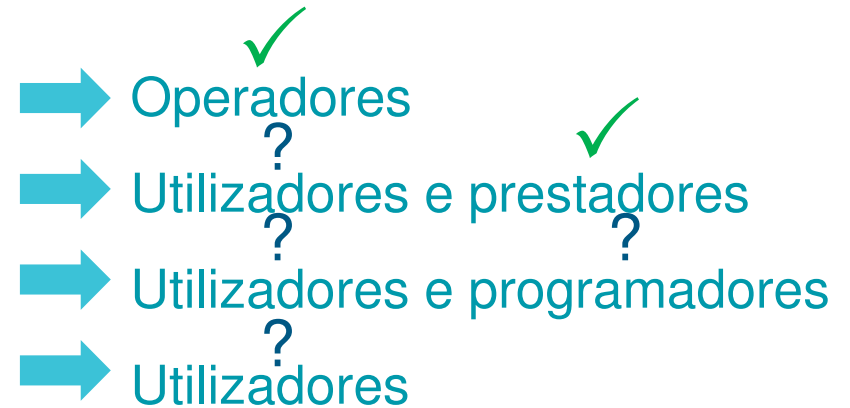 ✓
Operadores
? ✓
Utilizadores e prestadores
? ?
Utilizadores e programadores
?
Utilizadores